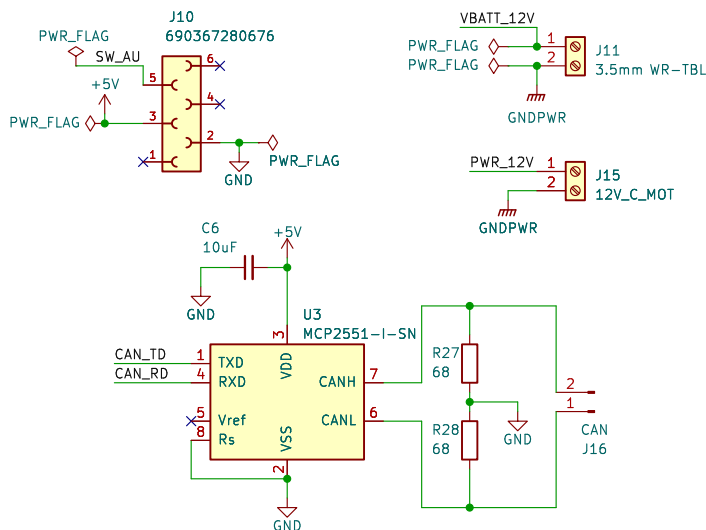 J10
690367280676
PWR_FLAG
SW_AU
+5V
PWR_FLAG
6
5
4
3
2
1
PWR_FLAG
GND
VBATT_12V
PWR_FLAG
PWR_FLAG
1
2
J11
3.5mm WR-TBL
GNDPWR
PWR_12V
1
2
J15
12V_C_MOT
GNDPWR
C6
10uF
+5V
GND
U3
MCP2551-I-SN
3
VDD
CAN_TD
1
TXD
CAN_RD
4
RXD
CANH
7
5
Vref
8
Rs
CANL
6
VSS
2
GND
R27
68
R28
68
GND
2
1
CAN
J16